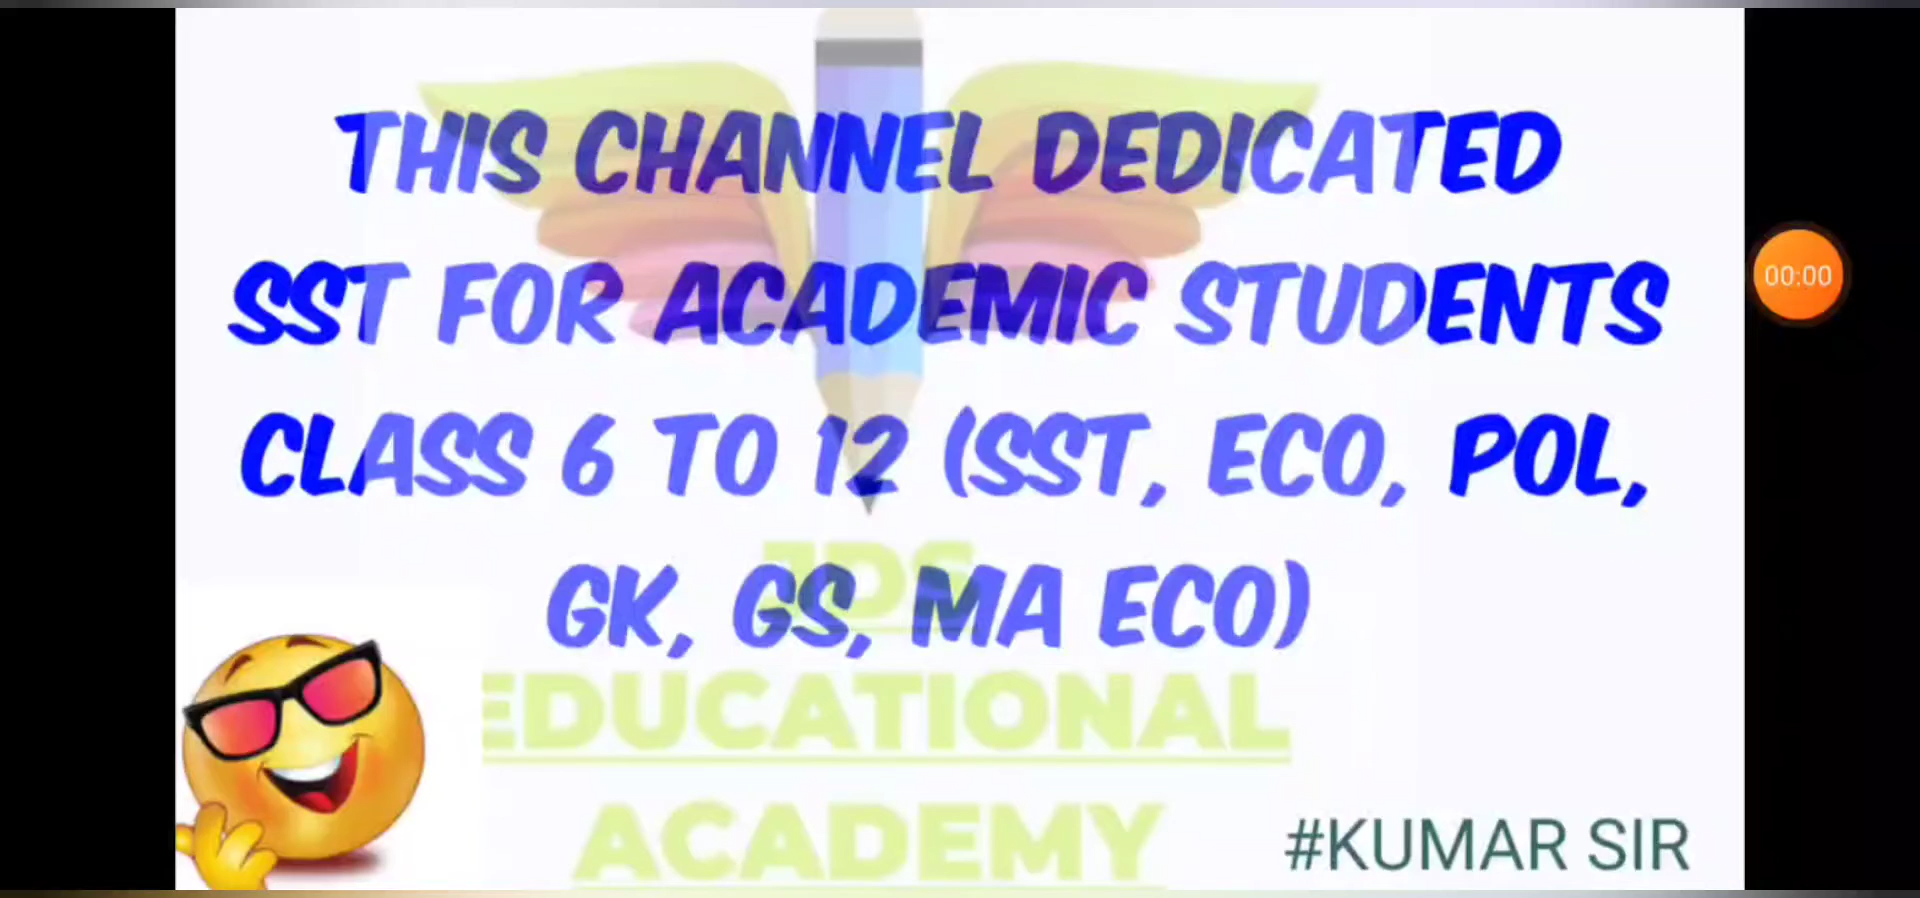 THIS CHANNEL DEDICATED
SST FOR ACADEMIC STUDENTS
CLASS 6 TO 12 (SST, ECO, POL,
GK, GS, MA ECO)
JDS
EDUCATIONAL
ACADEMY
#KUMAR SIR
00:00